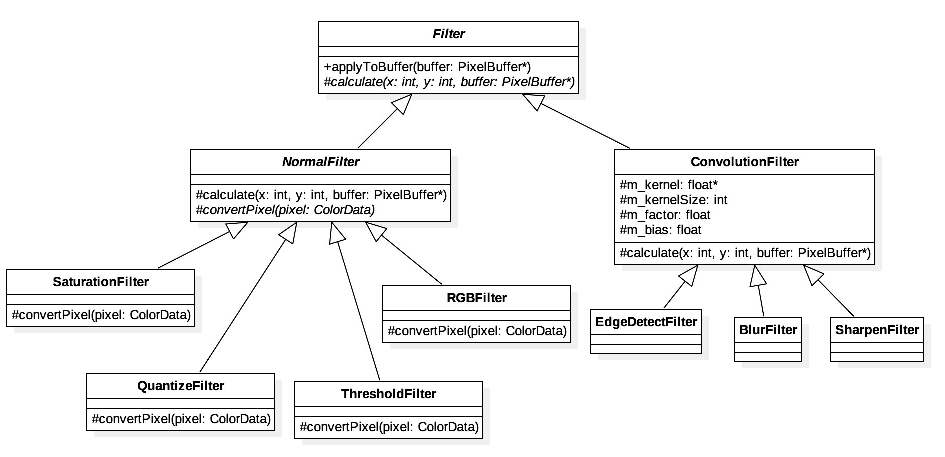 Filter
+applyToBuffer(buffer: PixelBuffer*)
#calculate(x: int, y: int, buffer: PixelBuffer*)
NormalFilter
#calculate(x: int, y: int, buffer: PixelBuffer*)
#convertPixel(pixel: ColorData)
ConvolutionFilter
#m_kernel: float*
#m_kernelSize: int
#m_factor: float
#m_bias: float
#calculate(x: int, y: int, buffer: PixelBuffer*)
SaturationFilter
#convertPixel(pixel: ColorData)
RGBFilter
#convertPixel(pixel: ColorData)
EdgeDetectFilter
BlurFilter
SharpenFilter
QuantizeFilter
#convertPixel(pixel: ColorData)
ThresholdFilter
#convertPixel(pixel: ColorData)